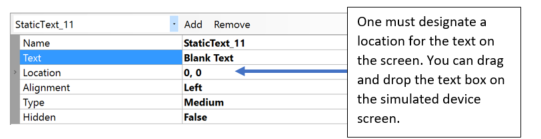 StaticText_11 Add Remove
Name StaticText_11
Text Blank Text
Location 0, 0
Alignment Left
Type Medium
Hidden False
One must designate a
location for the text on
the screen. You can drag
and drop the text box on
the simulated device
screen.